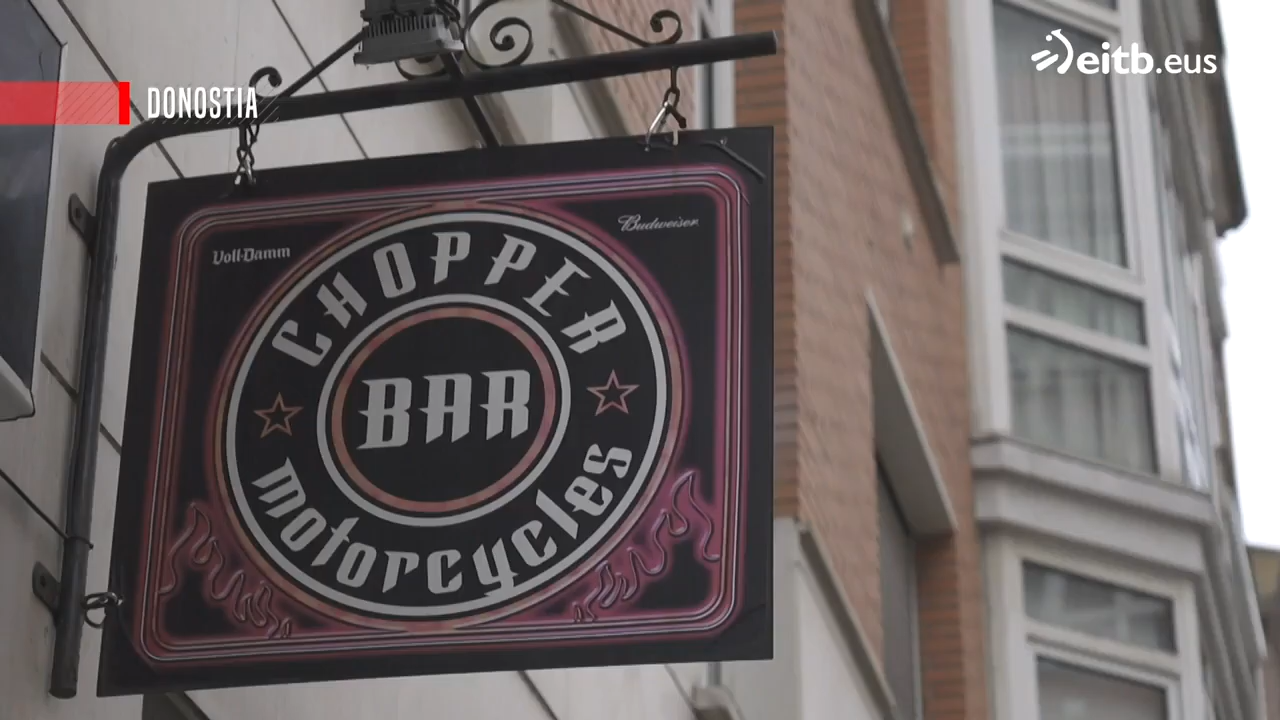 eitb.eus
DONOSTIA
Voll-Damm
Budweiser
CHOPPER
BAR
motorcycles